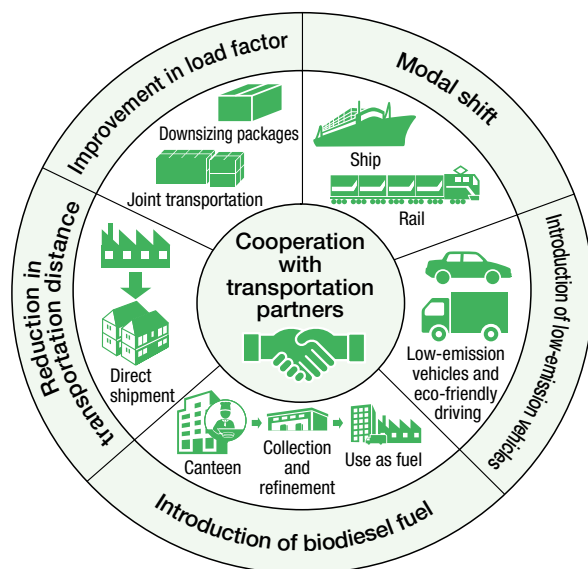 Improvement in load factor
Downsizing packages
Joint transportation
Modal shift
Ship
Rail
Introduction of low-emission vehicles
Low-emission
vehicles and
eco-friendly
driving
Introduction of biodiesel fuel
Canteen
Collection
and
refinement
Use as fuel
Reduction in
transportation distance
Direct
shipment
Cooperation
with
transportation
partners